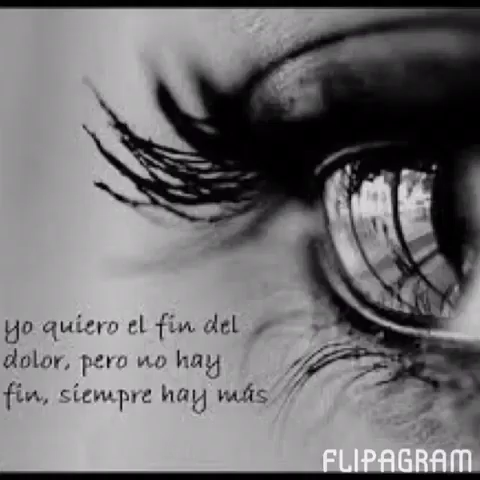 yo quiero el fin del
dolor, pero no hay
fin, siempre hay más
FLIPAGRAM